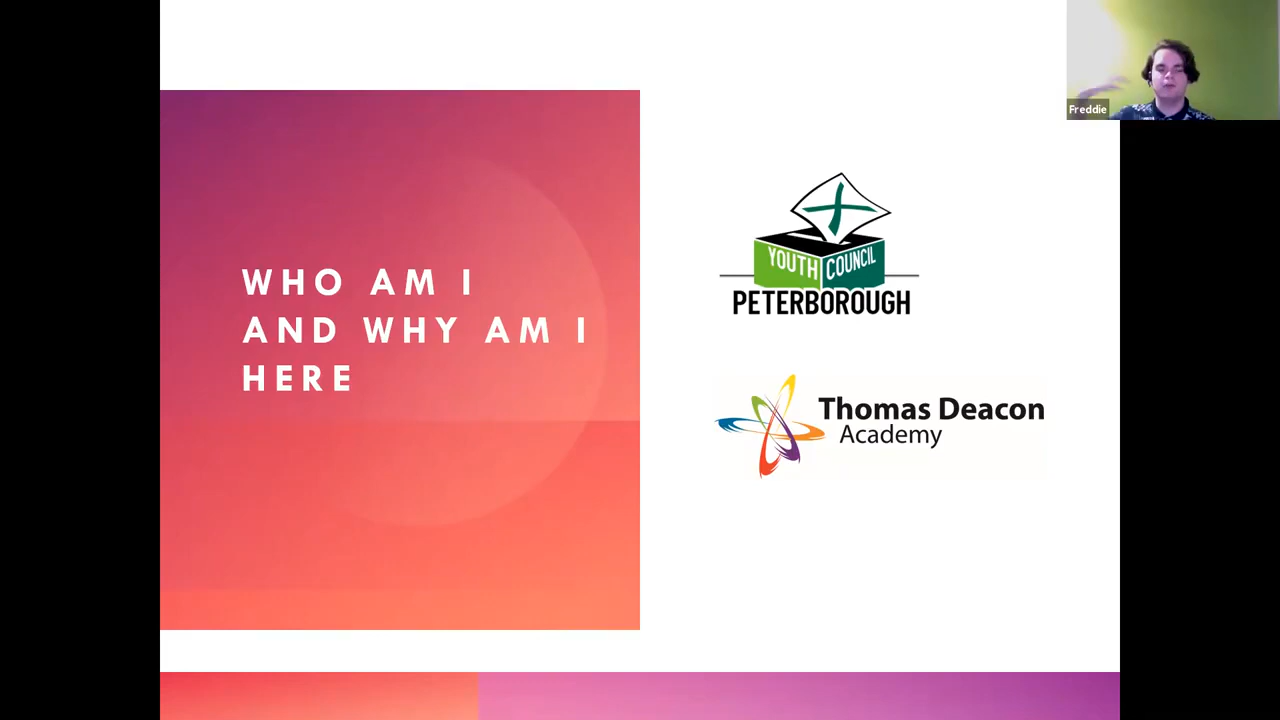 Freddie
WHO AM I
AND WHY AM I
HERE
YOUTH COUNCIL
PETERBOROUGH
Thomas Deacon
Academy